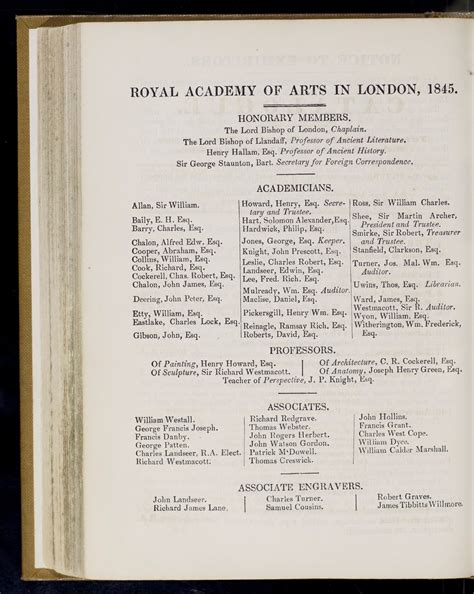 ROYAL ACADEMY OF ARTS IN LONDON, 1845.
HONORARY MEMBERS.
The Lord Bishop of London, Chaplain.
The Lord Bishop of Llandaff, Professor of Ancient Literature.
Henry Hallam, Esq. Professor of Ancient History.
Sir George Staunton, Bart. Secretary for Foreign Correspondence.
ACADEMICIANS.
Allan, Sir William.
Baily, E. H. Esq.
Barry, Charles, Esq.
Chalon, Alfred Edw. Esq.
Cooper, Abraham, Esq.
Collins, William, Esq.
Cook, Richard, Esq.
Cockerell, Chas. Robert, Esq.
Chalon, John James, Esq.
Deering, John Peter, Esq.
Etty, William, Esq.
Eastlake, Charles Lock, Esq.
Gibson, John, Esq.
Howard, Henry, Esq. Secre-
tary and Trustee.
Hart, Solomon Alexander, Esq.
Hardwick, Philip, Esq.
Jones, George, Esq. Keeper.
Knight, John Prescott, Esq.
Leslie, Charles Robert, Esq.
Landseer, Edwin, Esq.
Lee, Fred. Rich. Esq.
Mulready, Wm. Esq. Auditor.
Maclise, Daniel, Esq.
Pickersgill, Henry Wm. Esq.
Reinagle, Ramsay Rich. Esq.
Roberts, David, Esq.
Ross, Sir William Charles.
Shee, Sir Martin Archer,
President and Trustee.
Smirke, Sir Robert, Treasurer
and Trustee.
Stanfield, Clarkson, Esq.
Turner, Jos. Mal. Wm. Esq.
Auditor.
Uwins, Thos, Esq. Librarian.
Ward, James, Esq.
Westmacott, Sir R. Auditor.
Wyon, William, Esq.
Witherington, Wm. Frederick,
Esq.
PROFESSORS.
Of Painting, Henry Howard, Esq.
Of Sculpture, Sir Richard Westmacott.
Of Architecture, C. R. Cockerell, Esq.
Of Anatomy, Joseph Henry Green, Esq.
Teacher of Perspective, J. P. Knight, Esq.
ASSOCIATES.
William Westall.
George Francis Joseph.
Francis Danby.
George Patten.
Charles Landseer, R.A. Elect.
Richard Westmacott.
Richard Redgrave.
Thomas Webster.
John Rogers Herbert.
John Watson Gordon.
Patrick McDowell.
Thomas Creswick.
John Hollins.
Francis Grant.
Charles West Cope.
William Dyce.
William Calder Marshall.
ASSOCIATE ENGRAVERS.
John Landseer.
Richard James Lane.
Charles Turner.
Samuel Cousins.
Robert Graves.
James Tibbitts Willmore.